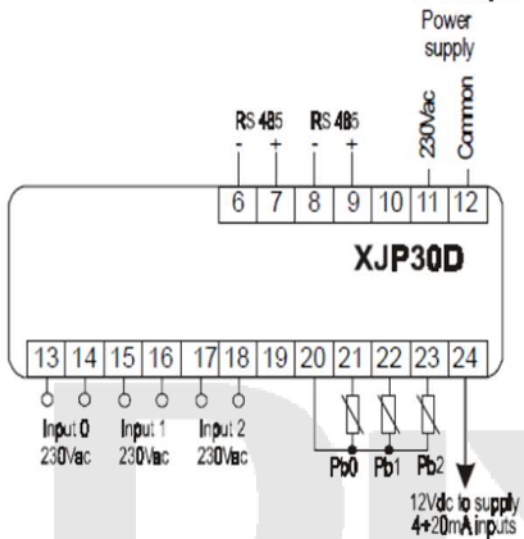 Power
supply
230Vac Common
RS 485 RS 485
- + - +
6 7 8 9 10 11 12
XJP30D
13 14 15 16 17 18 19 20 21 22 23 24
Input 0 Input 1 Input 2
230Vac 230Vac 230Vac
Pb0 Pb1 Pb2
12Vdc to supply
4÷20mA inputs